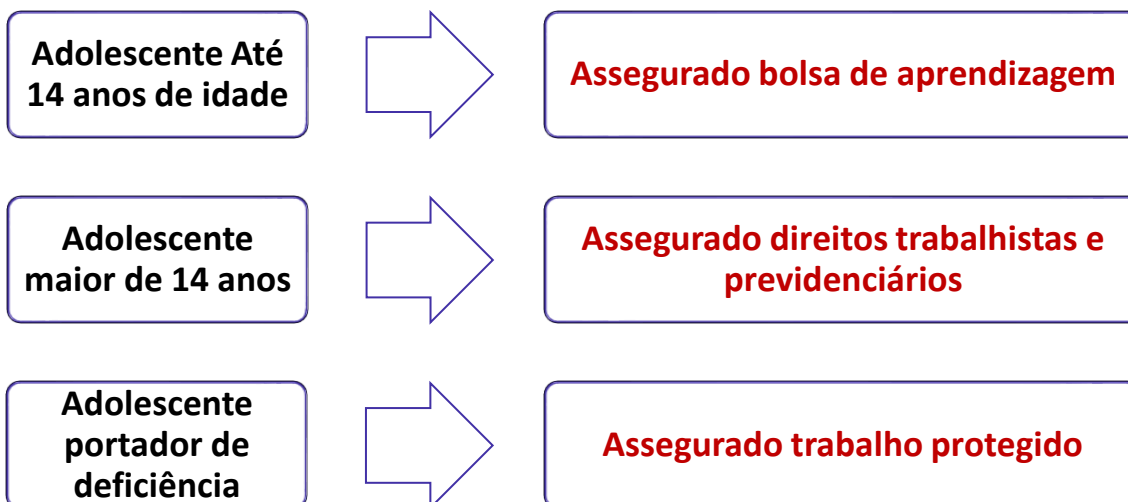 Adolescente Até
14 anos de idade
Assegurado bolsa de aprendizagem
Adolescente
maior de 14 anos
Assegurado direitos trabalhistas e
previdenciários
Adolescente
portador de
deficiência
Assegurado trabalho protegido